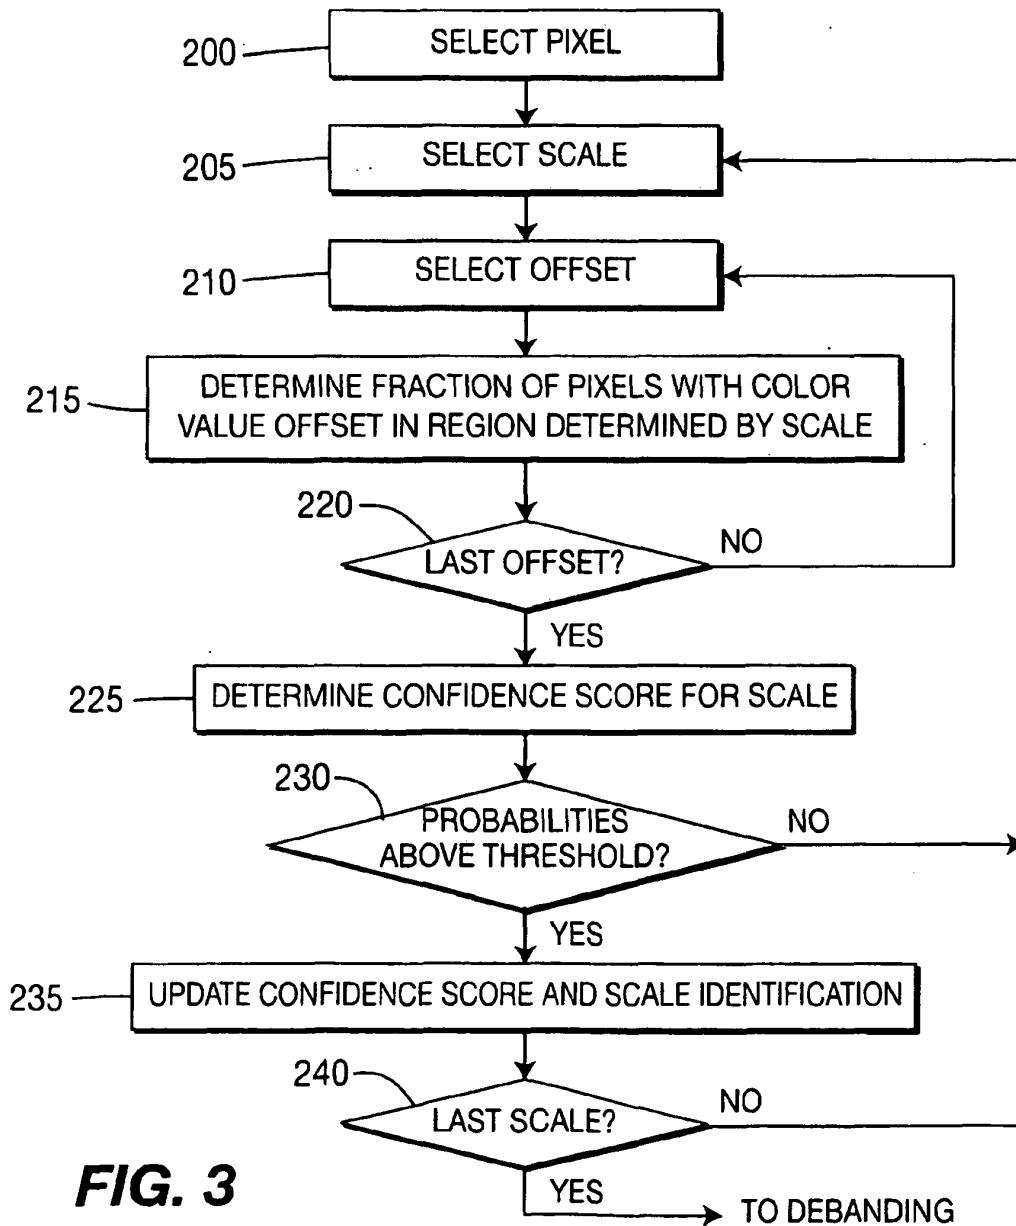 200
SELECT PIXEL
205
SELECT SCALE
210
SELECT OFFSET
215
DETERMINE FRACTION OF PIXELS WITH COLOR
VALUE OFFSET IN REGION DETERMINED BY SCALE
220
LAST OFFSET?
NO
YES
225
DETERMINE CONFIDENCE SCORE FOR SCALE
230
PROBABILITIES
ABOVE THRESHOLD?
NO
YES
235
UPDATE CONFIDENCE SCORE AND SCALE IDENTIFICATION
240
LAST SCALE?
NO
YES
TO DEBANDING
FIG. 3